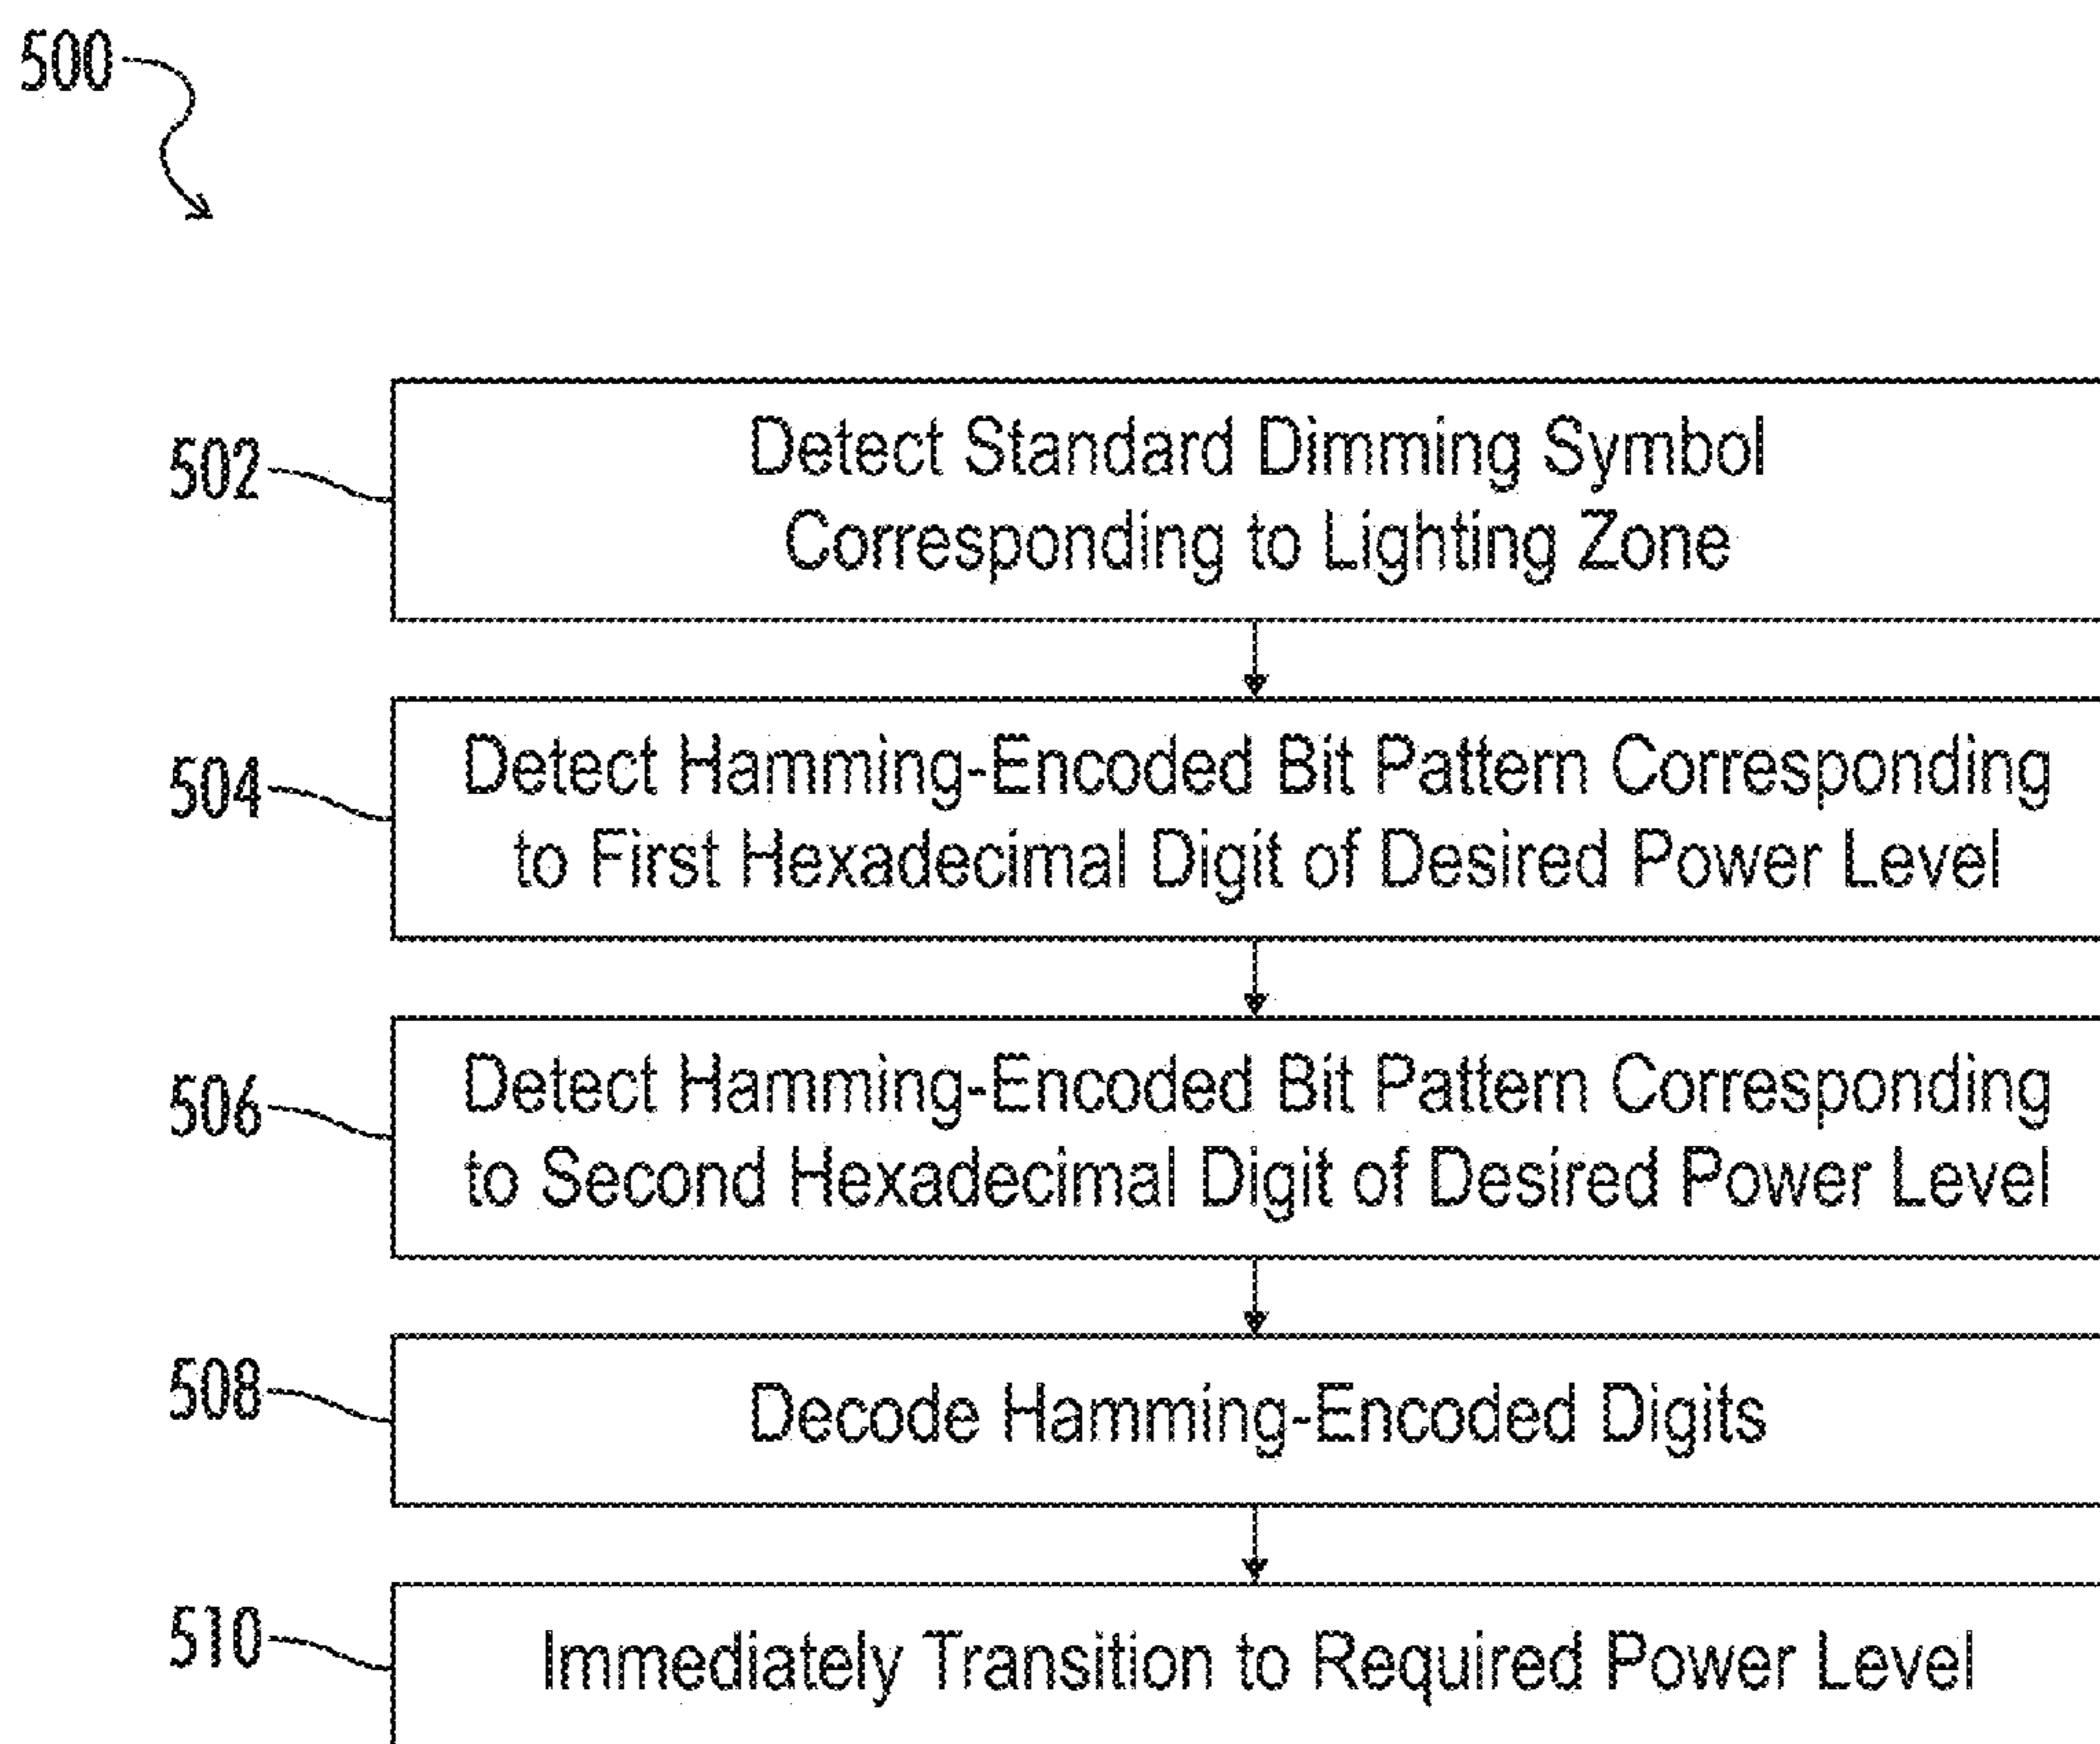 500
502
Detect Standard Dimming Symbol
Corresponding to Lighting Zone
504
Detect Hamming-Encoded Bit Pattern Corresponding
to First Hexadecimal Digit of Desired Power Level
506
Detect Hamming-Encoded Bit Pattern Corresponding
to Second Hexadecimal Digit of Desired Power Level
508
Decode Hamming-Encoded Digits
510
Immediately Transition to Required Power Level